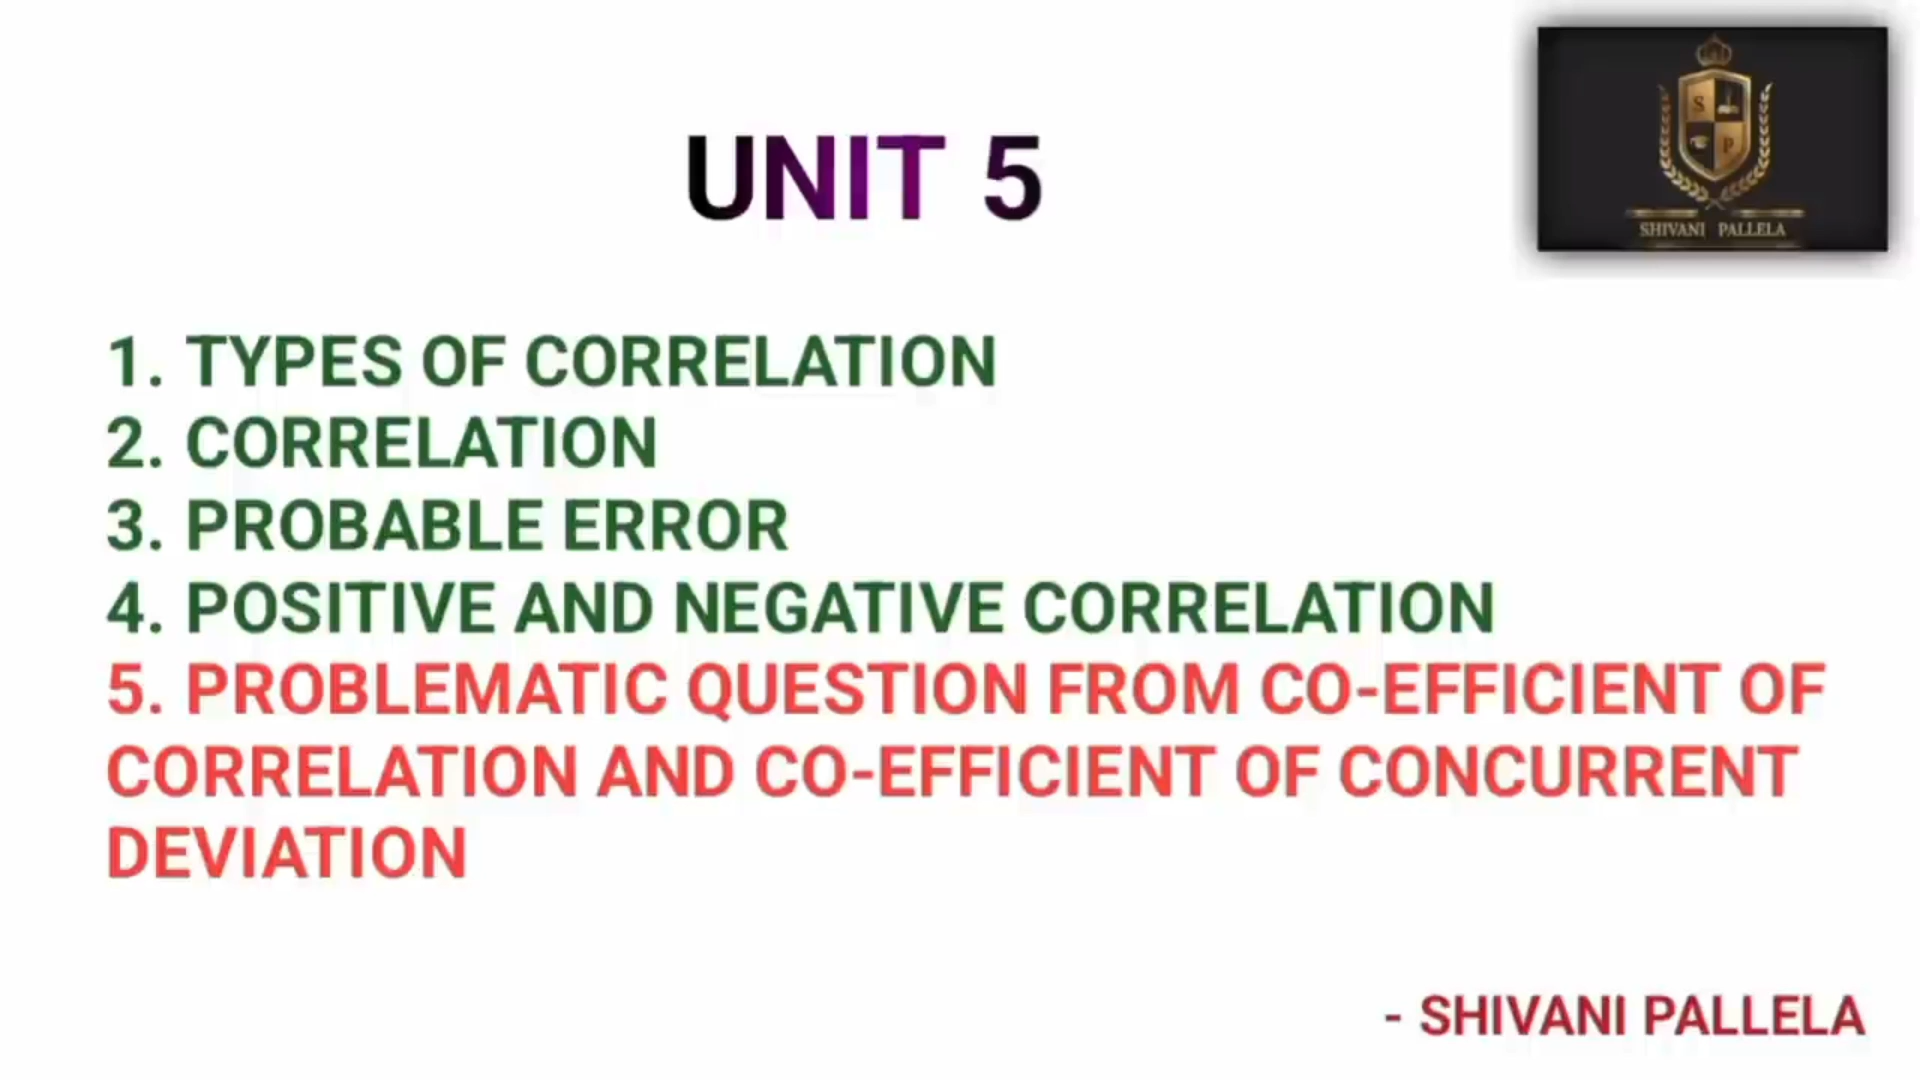 UNIT 5
S
P
SHIVANI PALLELA
1. TYPES OF CORRELATION
2. CORRELATION
3. PROBABLE ERROR
4. POSITIVE AND NEGATIVE CORRELATION
5. PROBLEMATIC QUESTION FROM CO-EFFICIENT OF
CORRELATION AND CO-EFFICIENT OF CONCURRENT
DEVIATION
- SHIVANI PALLELA